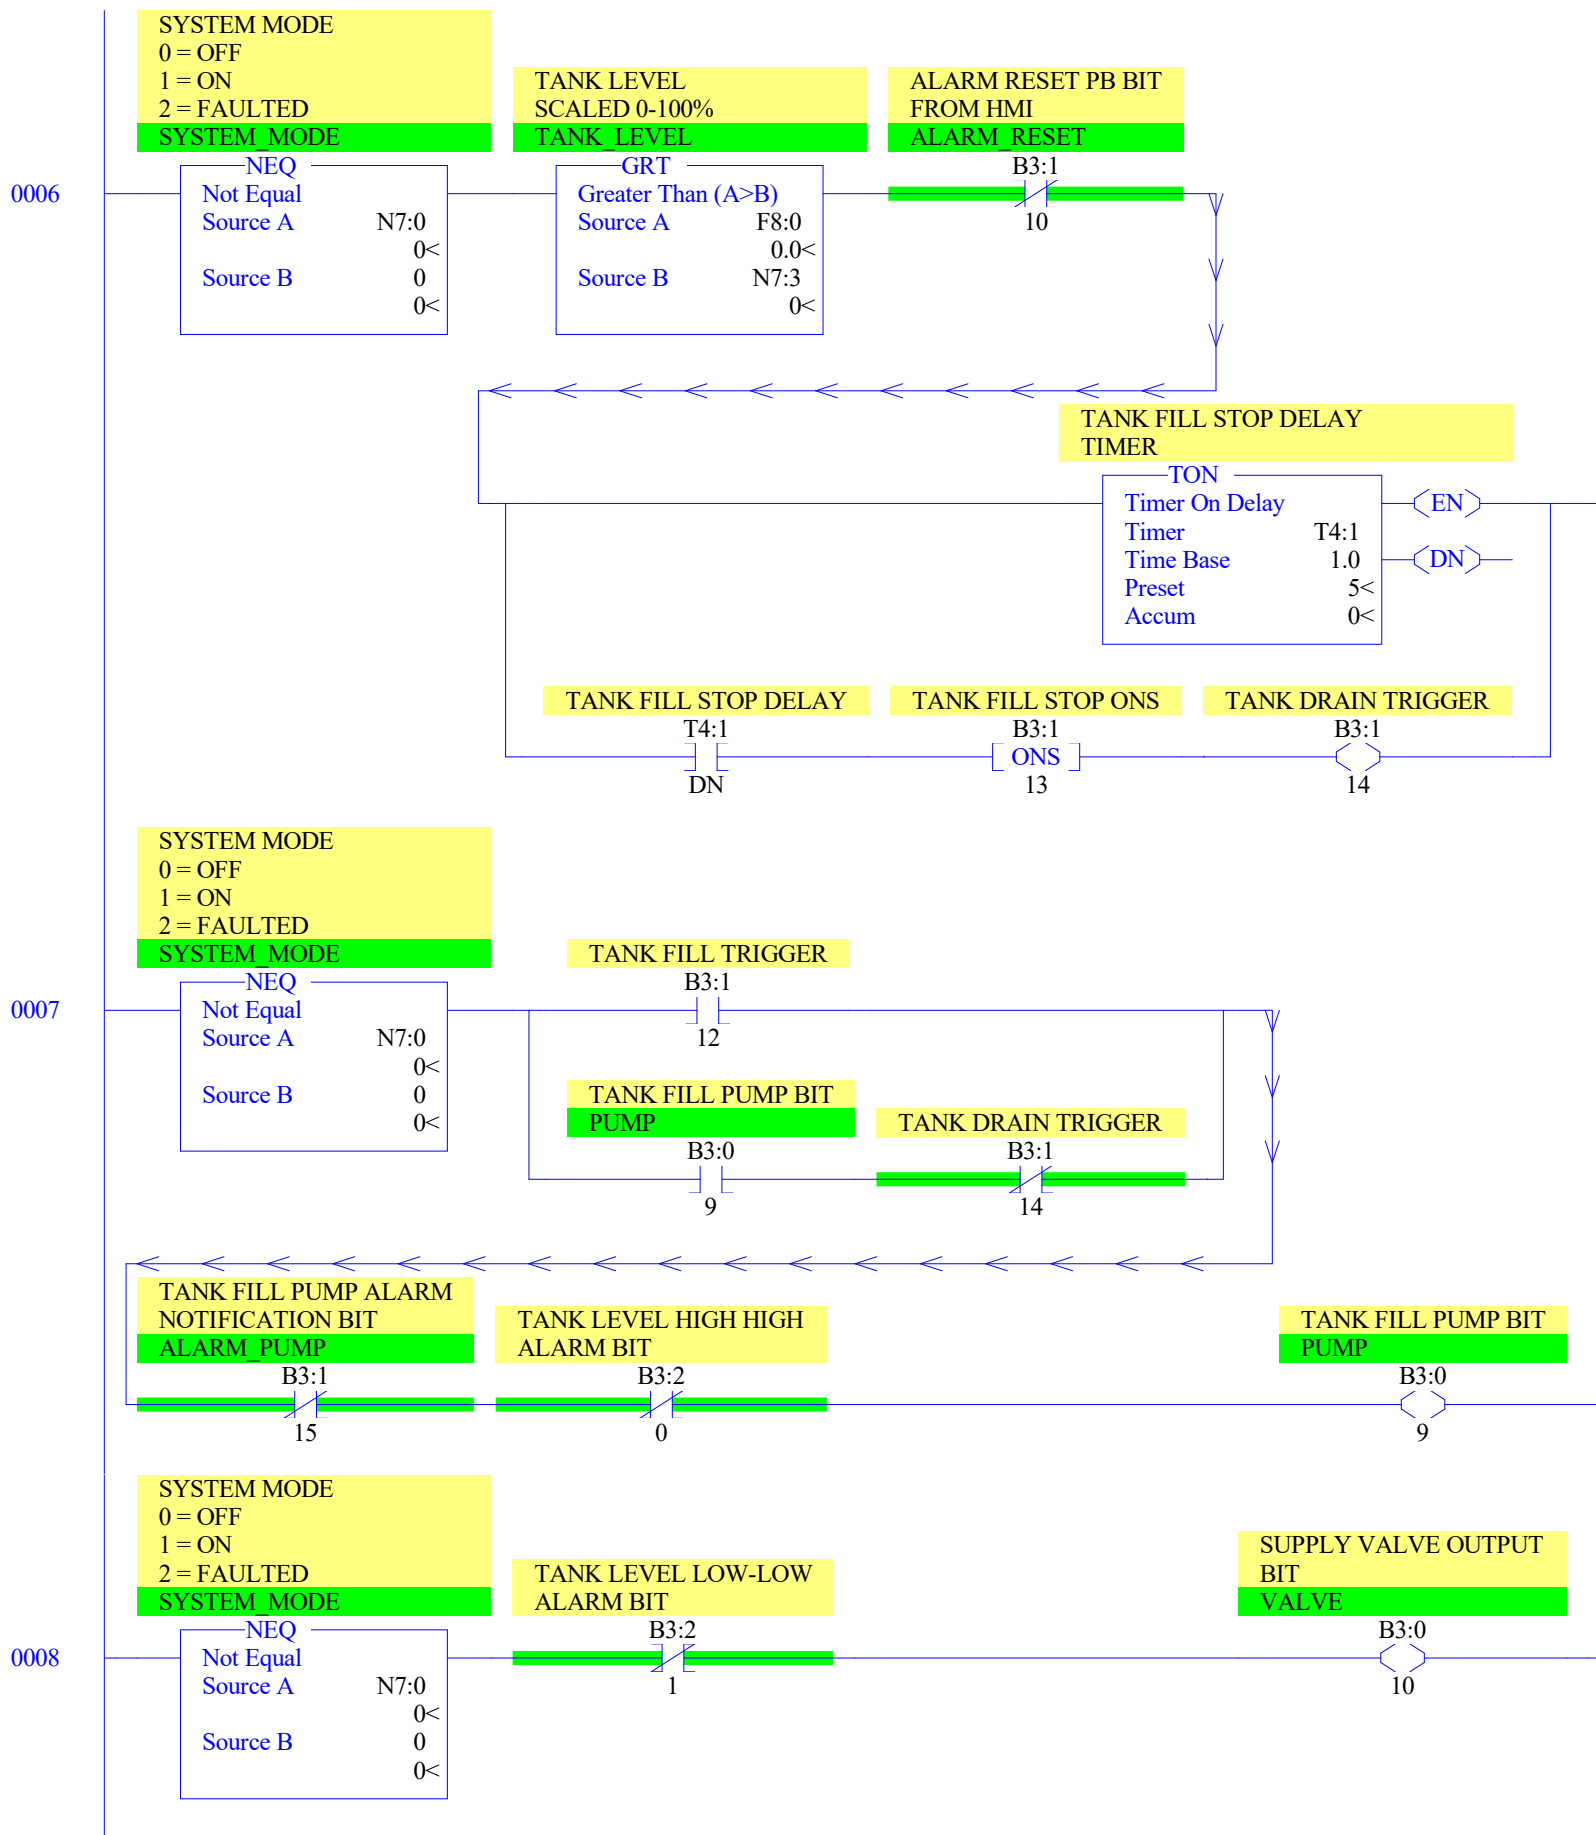 SYSTEM MODE
0 = OFF
1 = ON
2 = FAULTED
SYSTEM_MODE
TANK LEVEL
SCALED 0-100%
TANK_LEVEL
ALARM RESET PB BIT
FROM HMI
ALARM_RESET
0006
NEQ
Not Equal
Source A N7:0
0<
Source B 0
0<
GRT
Greater Than (A>B)
Source A F8:0
0.0<
Source B N7:3
0<
B3:1
10
TANK FILL STOP DELAY
TIMER
TON
Timer On Delay
Timer T4:1
Time Base 1.0
Preset 5<
Accum 0<
EN
DN
TANK FILL STOP DELAY
T4:1
DN
TANK FILL STOP ONS
B3:1
ONS
13
TANK DRAIN TRIGGER
B3:1
14
SYSTEM MODE
0 = OFF
1 = ON
2 = FAULTED
SYSTEM_MODE
0007
NEQ
Not Equal
Source A N7:0
0<
Source B 0
0<
TANK FILL TRIGGER
B3:1
12
TANK FILL PUMP BIT
PUMP
B3:0
9
TANK DRAIN TRIGGER
B3:1
14
TANK FILL PUMP ALARM
NOTIFICATION BIT
ALARM_PUMP
B3:1
15
TANK LEVEL HIGH HIGH
ALARM BIT
B3:2
0
TANK FILL PUMP BIT
PUMP
B3:0
9
SYSTEM MODE
0 = OFF
1 = ON
2 = FAULTED
SYSTEM_MODE
0008
NEQ
Not Equal
Source A N7:0
0<
Source B 0
0<
TANK LEVEL LOW-LOW
ALARM BIT
B3:2
1
SUPPLY VALVE OUTPUT
BIT
VALVE
B3:0
10